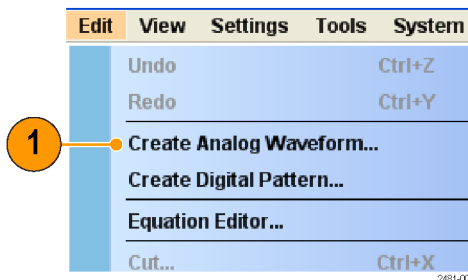 Edit View Settings Tools System
Undo Ctrl+Z
Redo Ctrl+Y
1 Create Analog Waveform...
Create Digital Pattern...
Equation Editor...
Cut... Ctrl+X